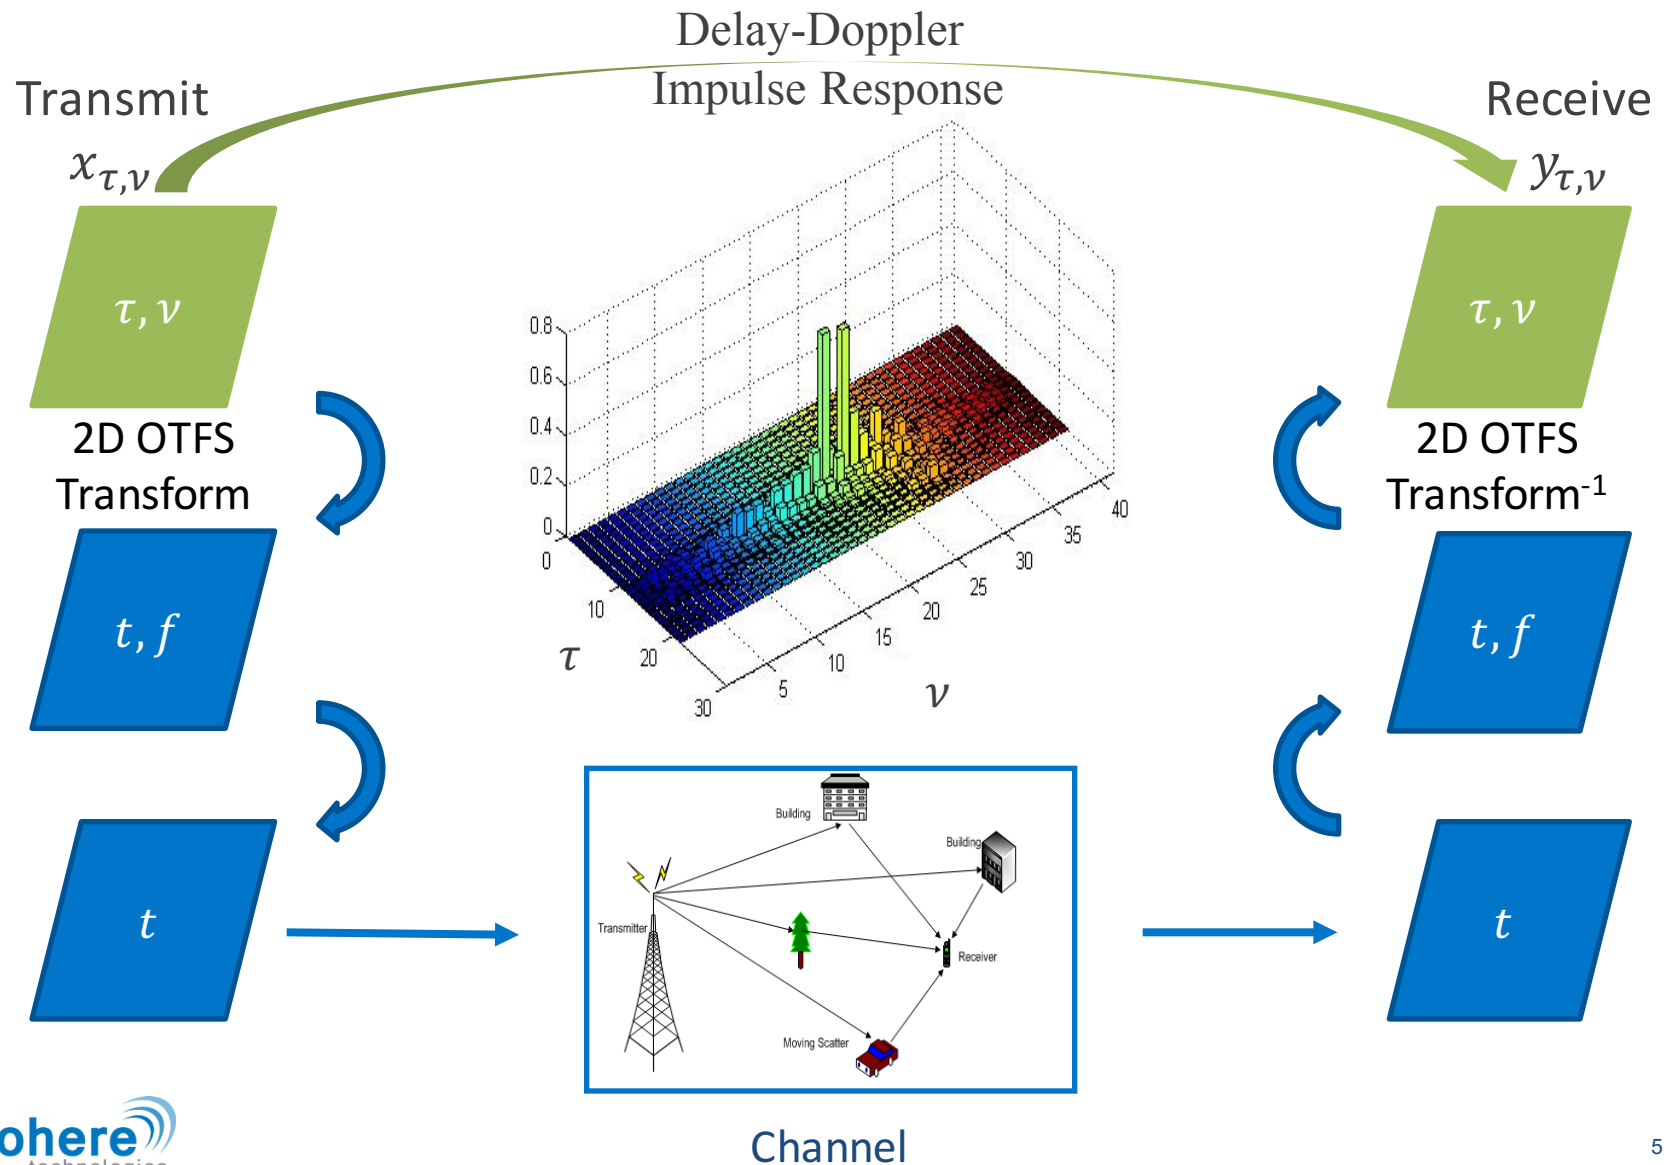 Delay-Doppler
Impulse Response
Transmit
Receive
x_{τ,ν}
y_{τ,ν}
τ, ν
τ, ν
2D OTFS
Transform
2D OTFS
Transform-1
0.8
0.6
0.4
0.2
0
0
10
20
30
τ
5
10
15
20
25
30
35
40
ν
t, f
t, f
t
t
Building
Building
Transmitter
Receiver
Moving Scatter
Channel
ohere
technologies
5